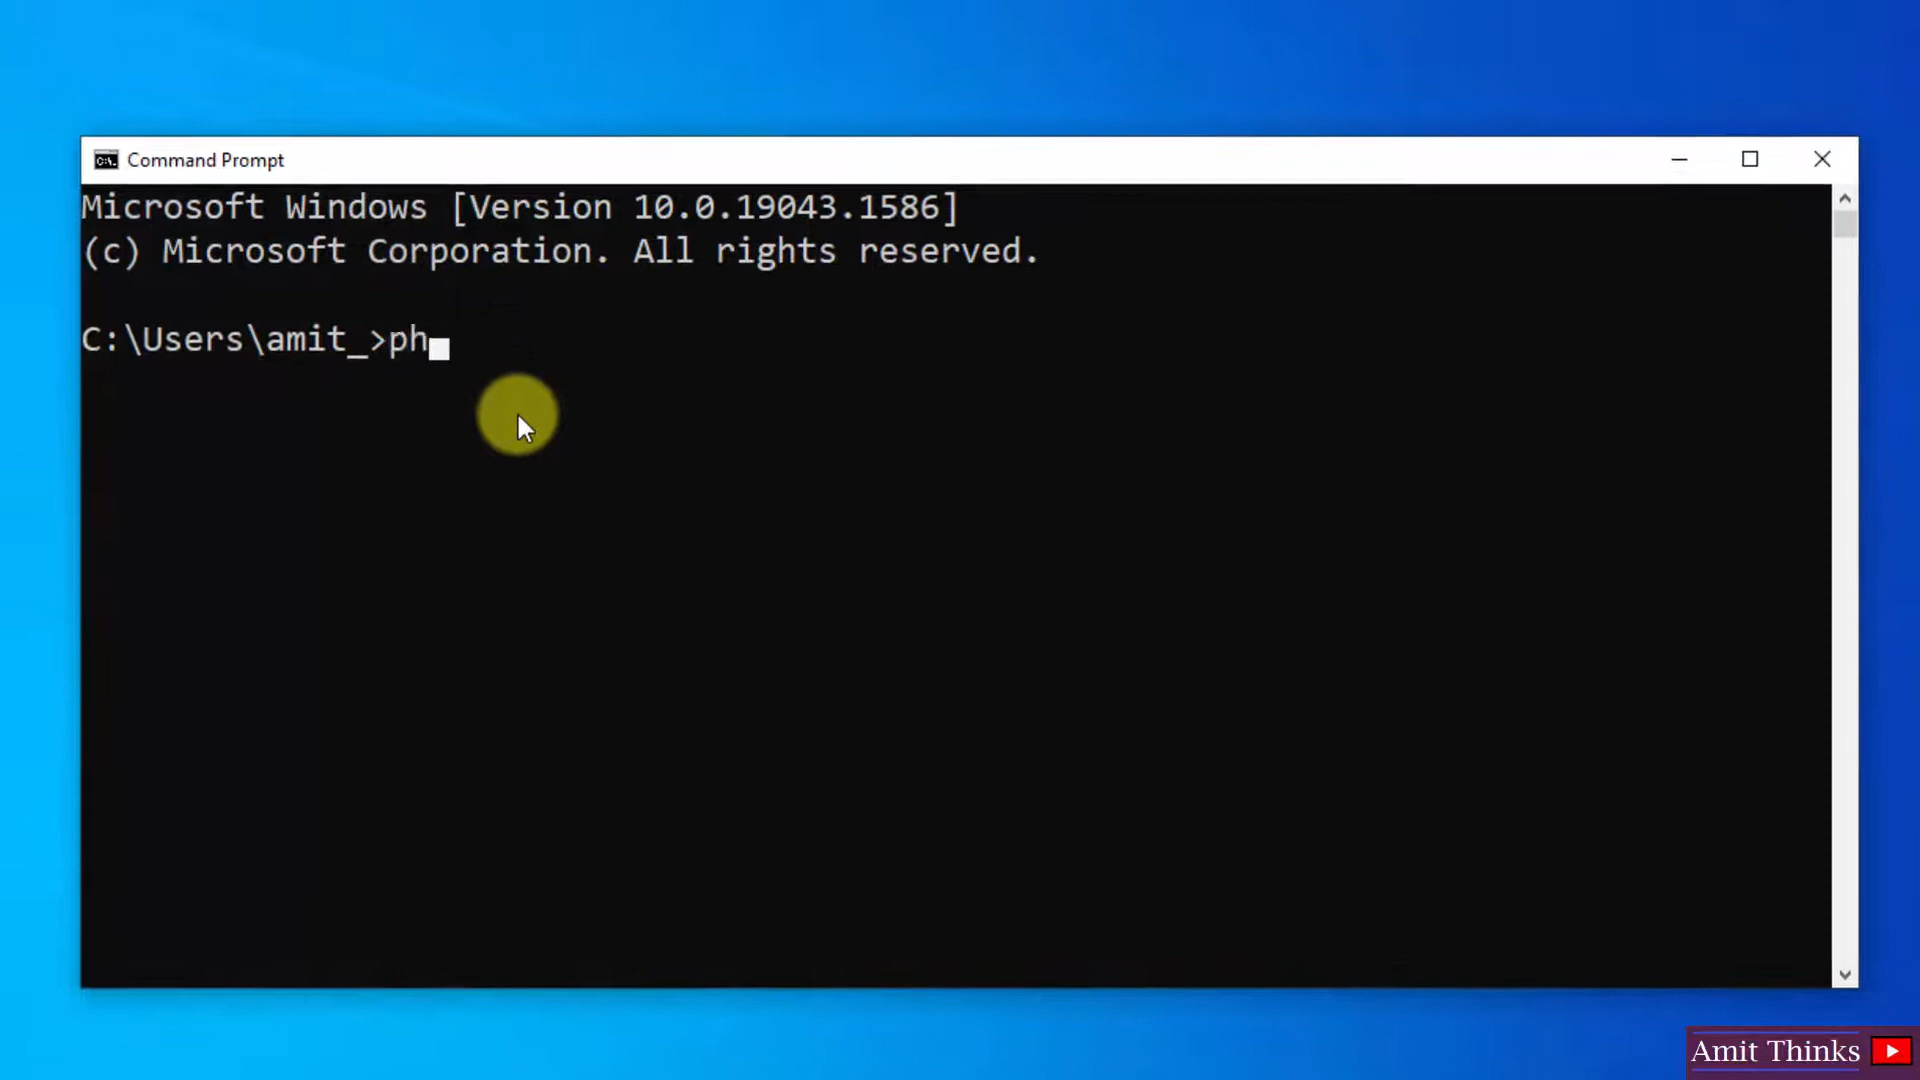 Command Prompt
Microsoft Windows [Version 10.0.19043.1586]
(c) Microsoft Corporation. All rights reserved.
C:\Users\amit_>ph
Amit Thinks